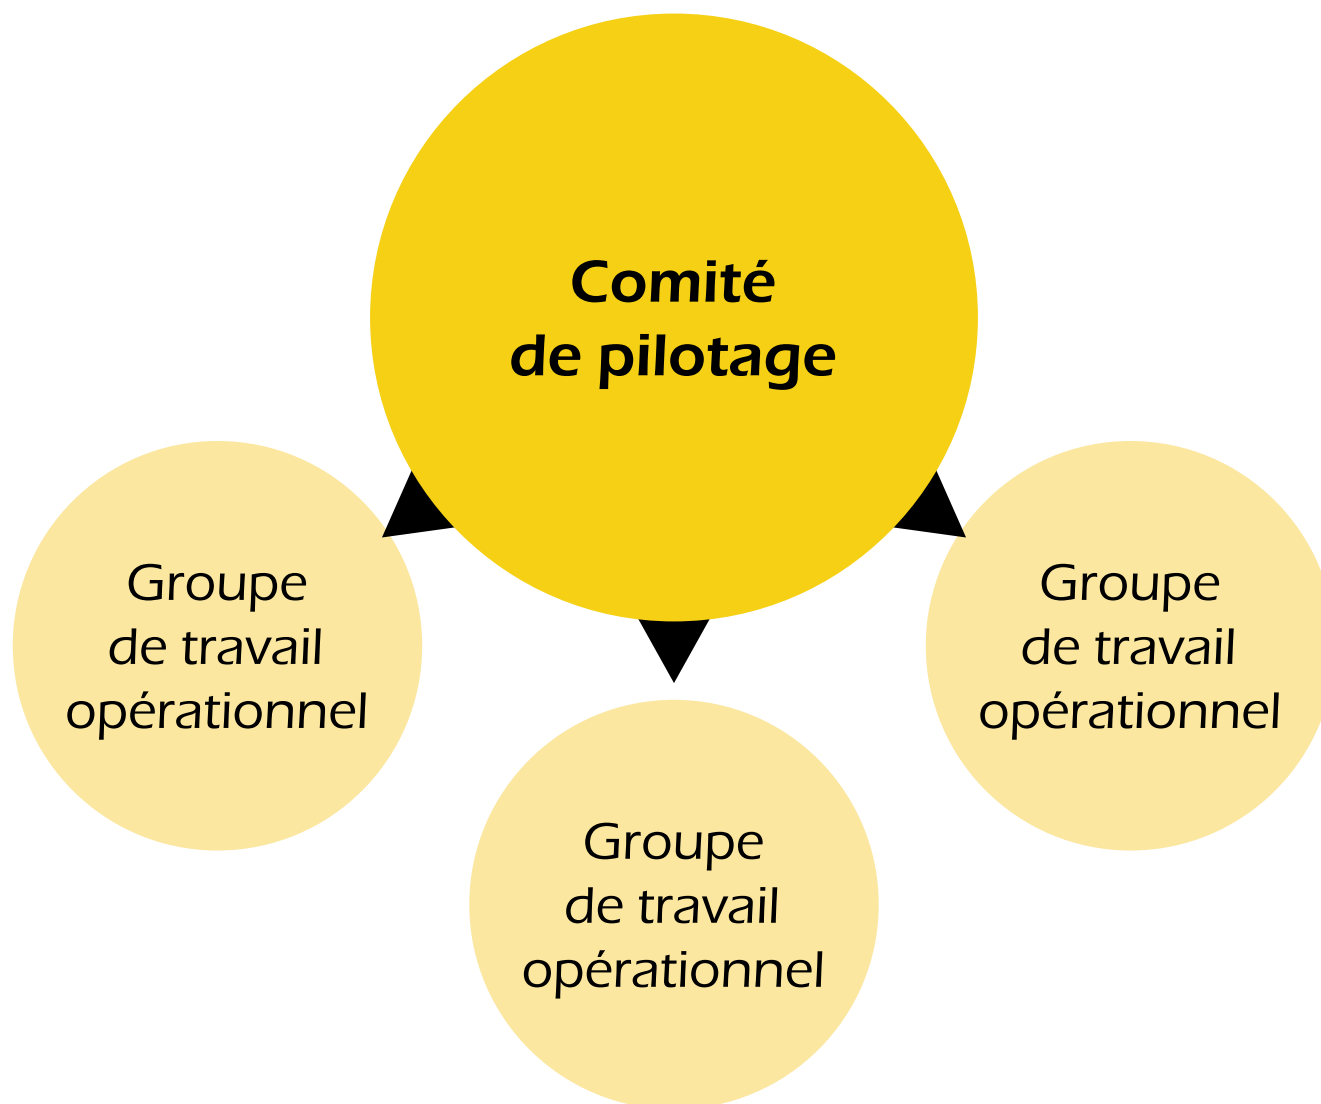 Comité
de pilotage
Groupe
de travail
opérationnel
Groupe
de travail
opérationnel
Groupe
de travail
opérationnel